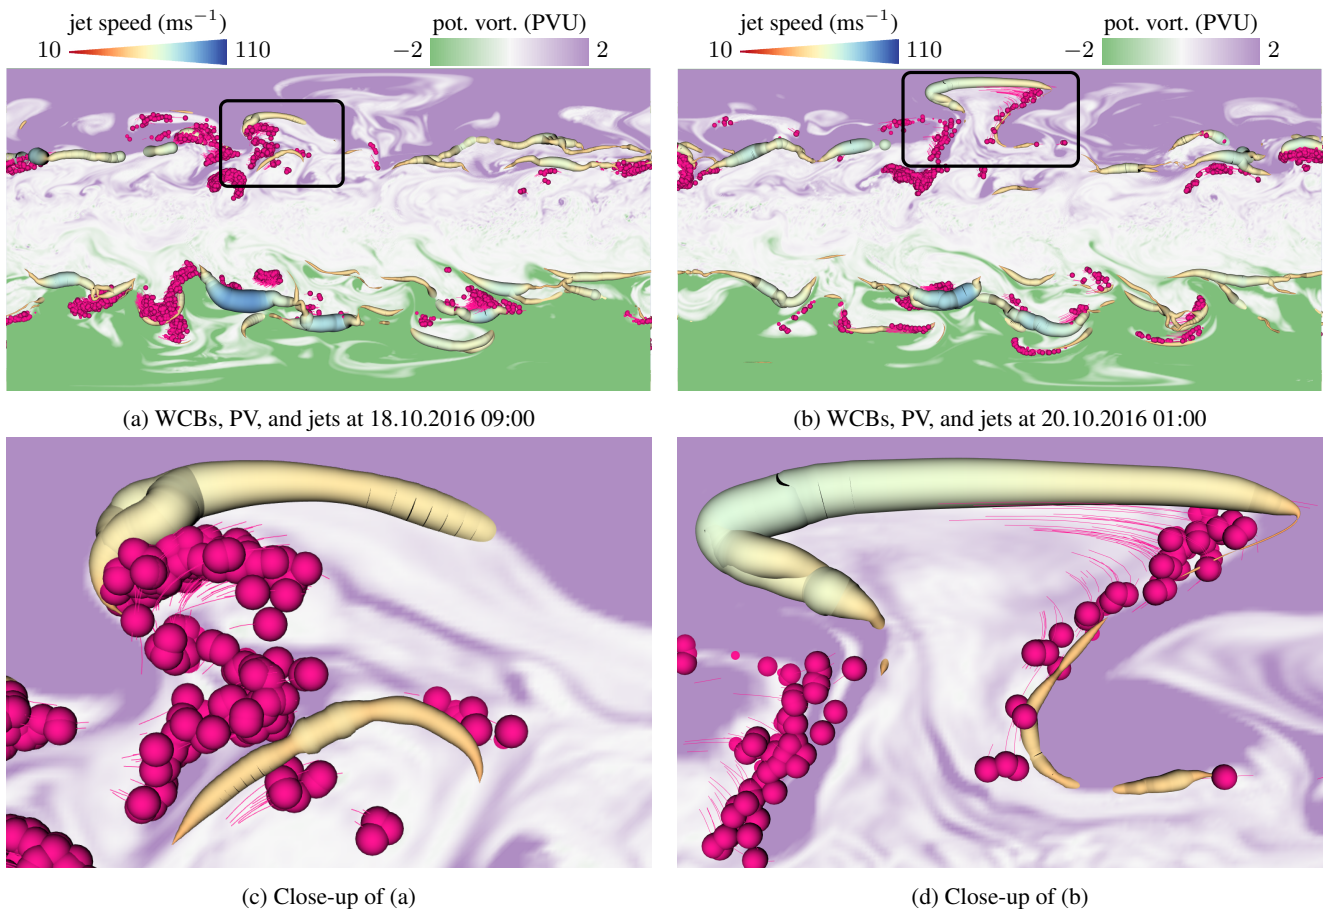 jet speed (ms−1) pot. vort. (PVU)
10 110 −2 2
jet speed (ms−1) pot. vort. (PVU)
10 110 −2 2
(a) WCBs, PV, and jets at 18.10.2016 09:00
(b) WCBs, PV, and jets at 20.10.2016 01:00
(c) Close-up of (a)
(d) Close-up of (b)